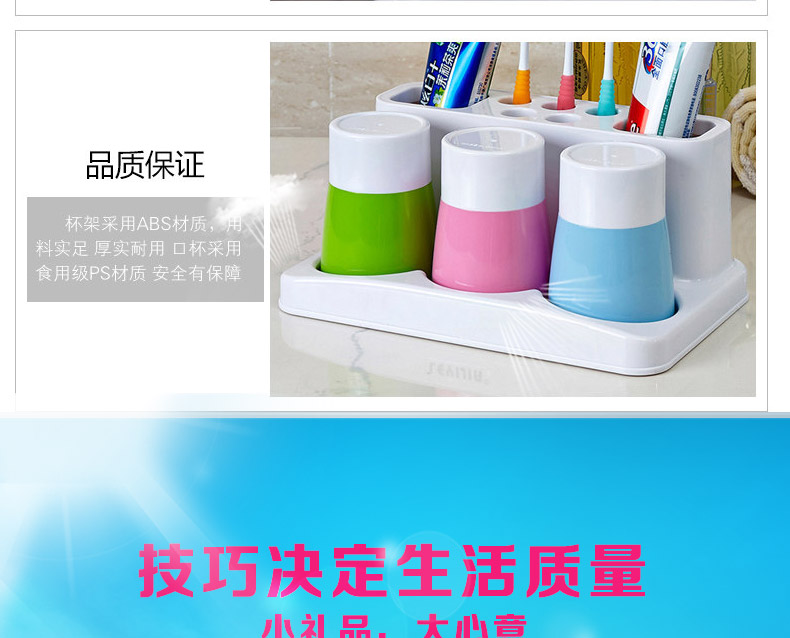 品质保证
杯架采用ABS材质，用
料实足 厚实耐用 口杯采用
食用级PS材质 安全有保障
技巧决定生活质量
小礼品，大心意